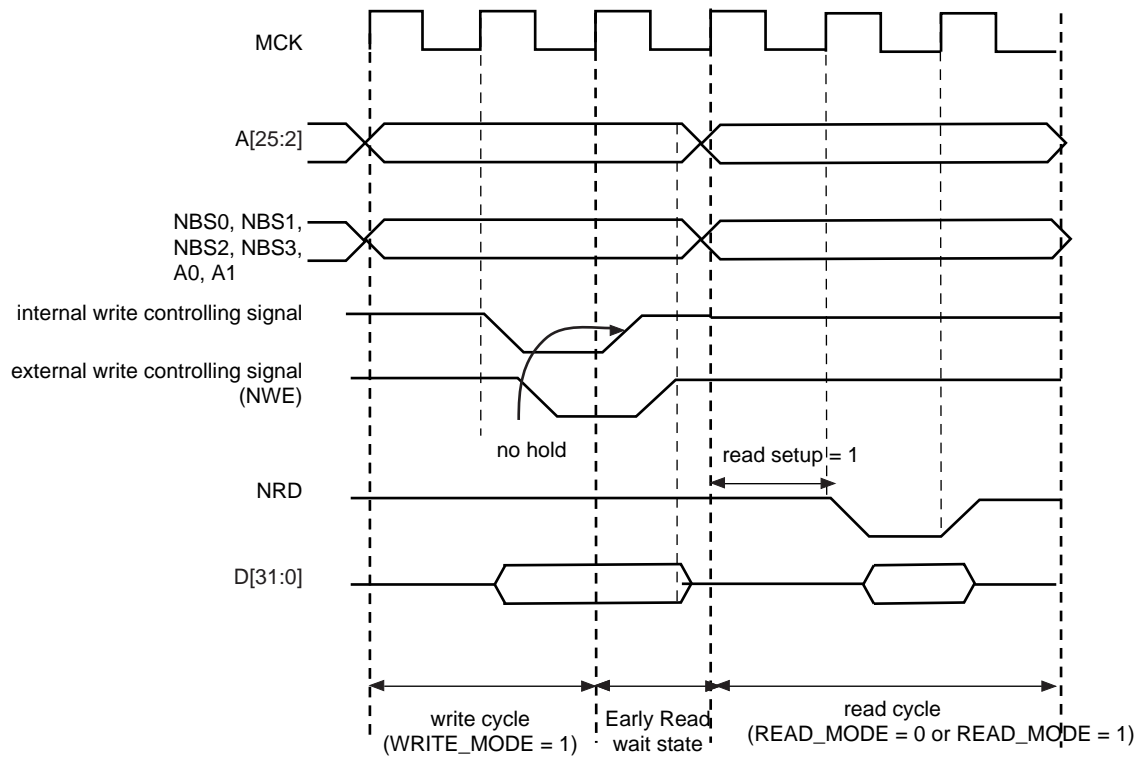 MCK
A[25:2]
NBS0, NBS1,
NBS2, NBS3,
A0, A1
internal write controlling signal
external write controlling signal
(NWE)
no hold
read setup = 1
NRD
D[31:0]
write cycle
(WRITE_MODE = 1)
Early Read
wait state
read cycle
(READ_MODE = 0 or READ_MODE = 1)